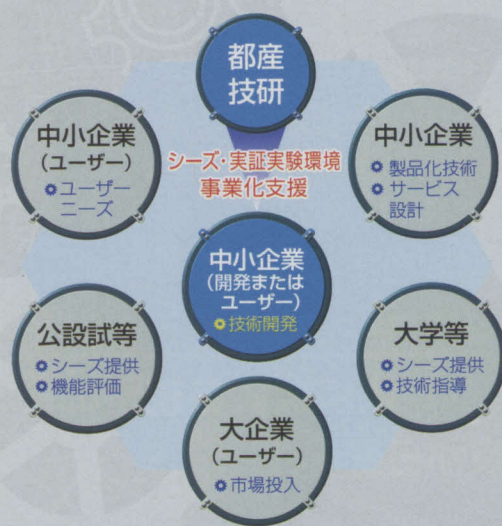 都産
技研
シーズ・実証実験環境
事業化支援
中小企業
(ユーザー)
ユーザー
ニーズ
中小企業
製品化技術
サービス
設計
中小企業
(開発または
ユーザー)
技術開発
公設試等
シーズ提供
機能評価
大学等
シーズ提供
技術指導
大企業
(ユーザー)
市場投入